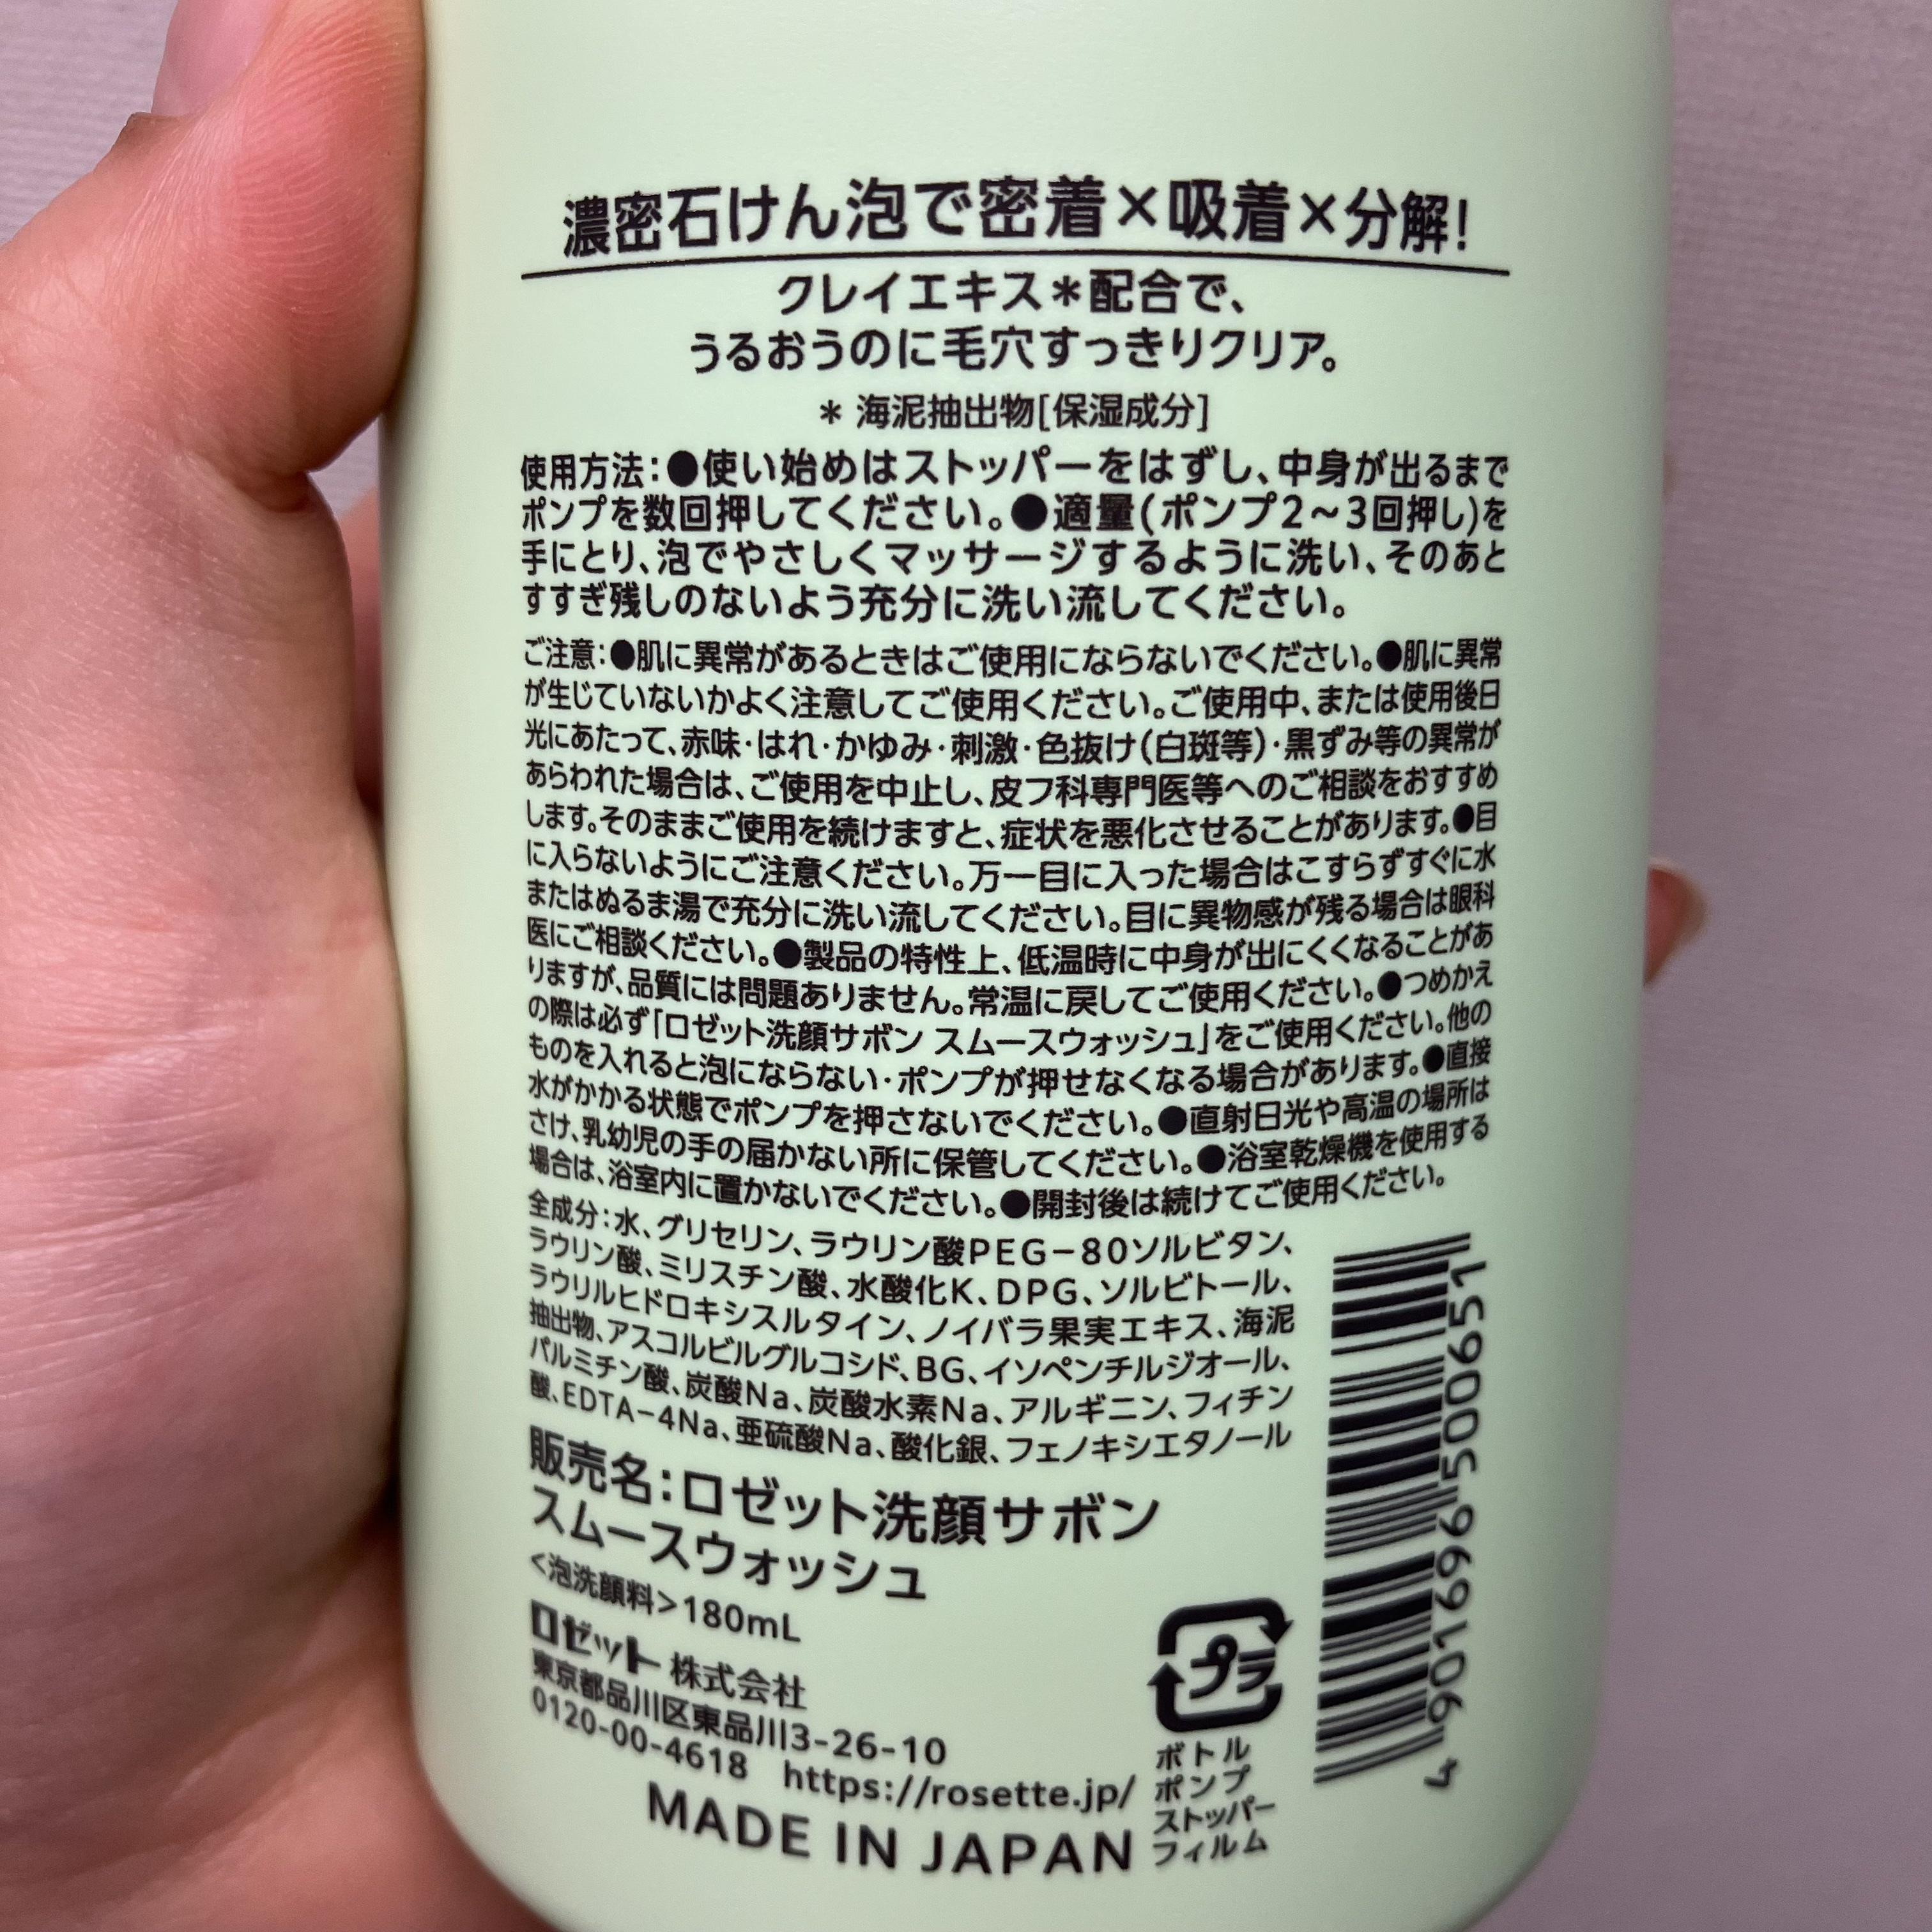 濃密石けん泡で密着×吸着×分解!
クレイエキス＊配合で、
うるおうのに毛穴すっきりクリア。
＊ 海泥抽出物[保湿成分]
使用方法：●使い始めはストッパーをはずし、中身が出るまで
ポンプを数回押してください。●適量(ポンプ2～3回押し)を
手にとり、泡でやさしくマッサージするように洗い、そのあと
すすぎ残しのないよう充分に洗い流してください。
ご注意：●肌に異常があるときはご使用にならないでください。●肌に異常
が生じていないかよく注意してご使用ください。ご使用中、または使用後日
光にあたって、赤味・はれ・かゆみ・刺激・色抜け(白斑等)・黒ずみ等の異常が
あらわれた場合は、ご使用を中止し、皮フ科専門医等へのご相談をおすすめ
します。そのままご使用を続けますと、症状を悪化させることがあります。●目
に入らないようにご注意ください。万一目に入った場合はこすらずすぐに水
またはぬるま湯で充分に洗い流してください。目に異物感が残る場合は眼科
医にご相談ください。●製品の特性上、低温時に中身が出にくくなることがあ
りますが、品質には問題ありません。常温に戻してご使用ください。●つめかえ
の際は必ず「ロゼット洗顔サボン スムースウォッシュ」をご使用ください。他の
ものを入れると泡にならない・ポンプが押せなくなる場合があります。●直接
水がかかる状態でポンプを押さないでください。●直射日光や高温の場所は
さけ、乳幼児の手の届かない所に保管してください。●浴室乾燥機を使用する
場合は、浴室内に置かないでください。●開封後は続けてご使用ください。
全成分：水、グリセリン、ラウリン酸PEG－80ソルビタン、
ラウリン酸、ミリスチン酸、水酸化K、DPG、ソルビトール、
ラウリルヒドロキシスルタイン、ノイバラ果実エキス、海泥
抽出物、アスコルビルグルコシド、BG、イソペンチルジオール、
パルミチン酸、炭酸Na、炭酸水素Na、アルギニン、フィチン
酸、EDTA－4Na、亜硫酸Na、酸化銀、フェノキシエタノール
販売名：ロゼット洗顔サボン
スムースウォッシュ
<泡洗顔料>180mL
ロゼット株式会社
東京都品川区東品川3-26-10
0120-00-4618 https://rosette.jp/
MADE IN JAPAN
プラ
ボトル
ポンプ
ストッパー
フィルム
4 901696 500651